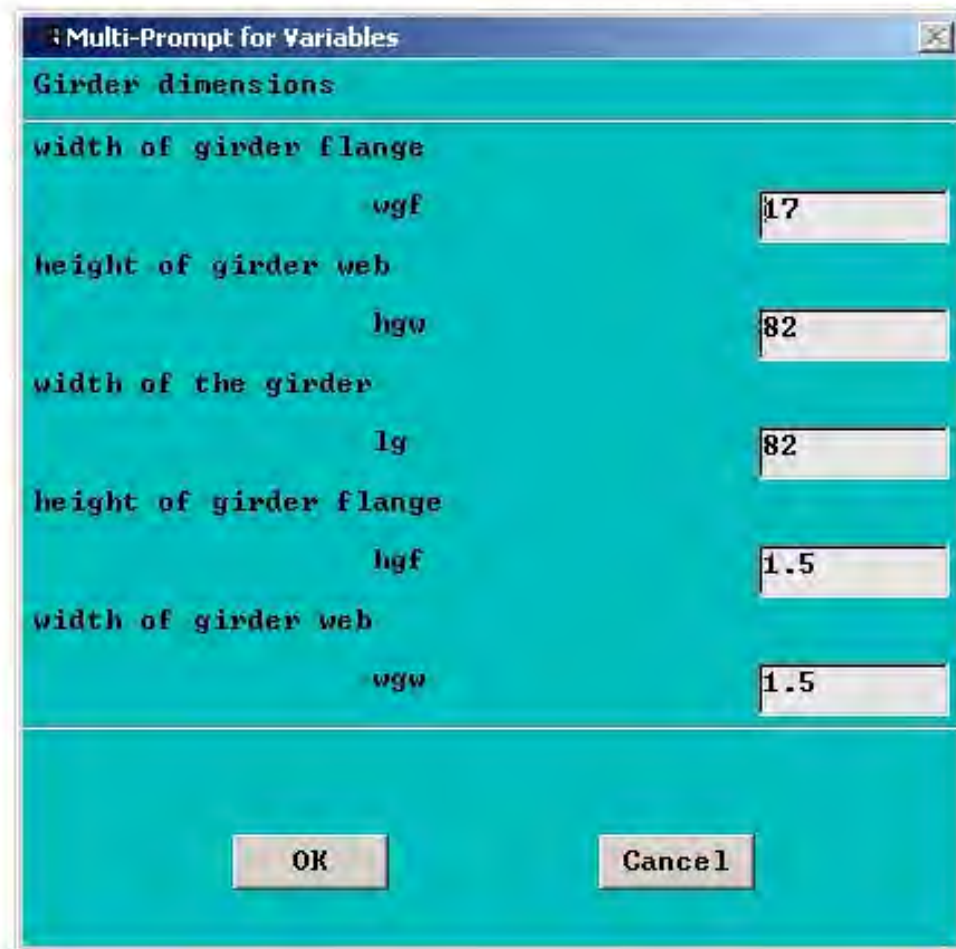 Multi-Prompt for Variables
Girder dimensions
width of girder flange
wgf 17
height of girder web
hgw 82
width of the girder
lg 82
height of girder flange
hgf 1.5
width of girder web
wgw 1.5
OK Cancel